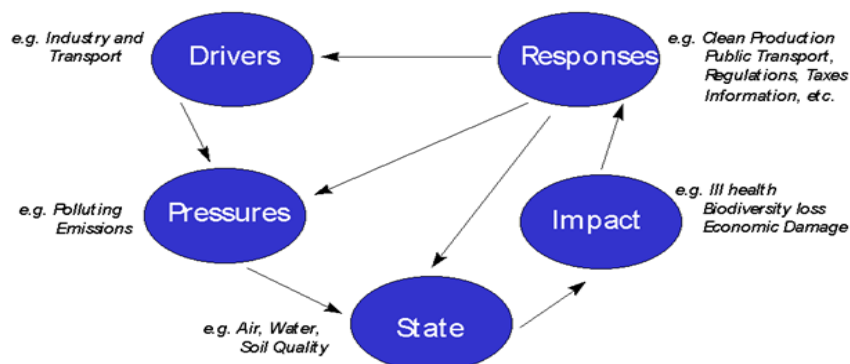 e.g. Industry and
Transport
Drivers
Responses
e.g. Clean Production
Public Transport,
Regulations, Taxes
Information, etc.
e.g. Polluting
Emissions
Pressures
Impact
e.g. Ill health
Biodiversity loss
Economic Damage
e.g. Air, Water,
Soil Quality
State